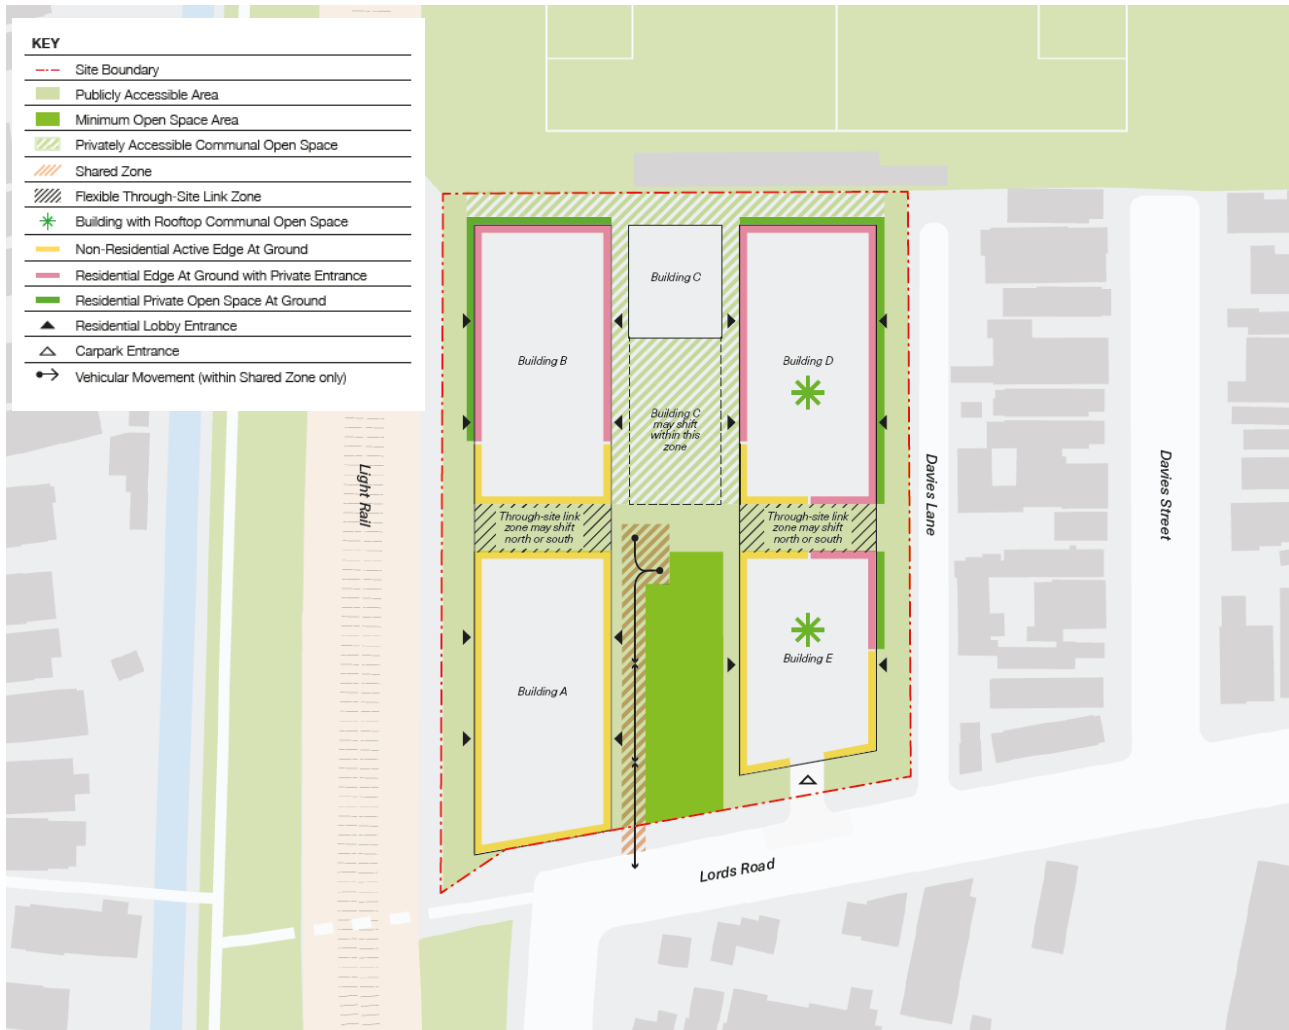 KEY
Site Boundary
Publicly Accessible Area
Minimum Open Space Area
Privately Accessible Communal Open Space
Shared Zone
Flexible Through-Site Link Zone
Building with Rooftop Communal Open Space
Non-Residential Active Edge At Ground
Residential Edge At Ground with Private Entrance
Residential Private Open Space At Ground
Residential Lobby Entrance
Carpark Entrance
Vehicular Movement (within Shared Zone only)
Building C
Building B
Building D
Building C
may shift
within this
zone
Light Rail
Davies Lane
Davies Street
Through-site link
zone may shift
north or south
Through-site link
zone may shift
north or south
Building E
Building A
Lords Road